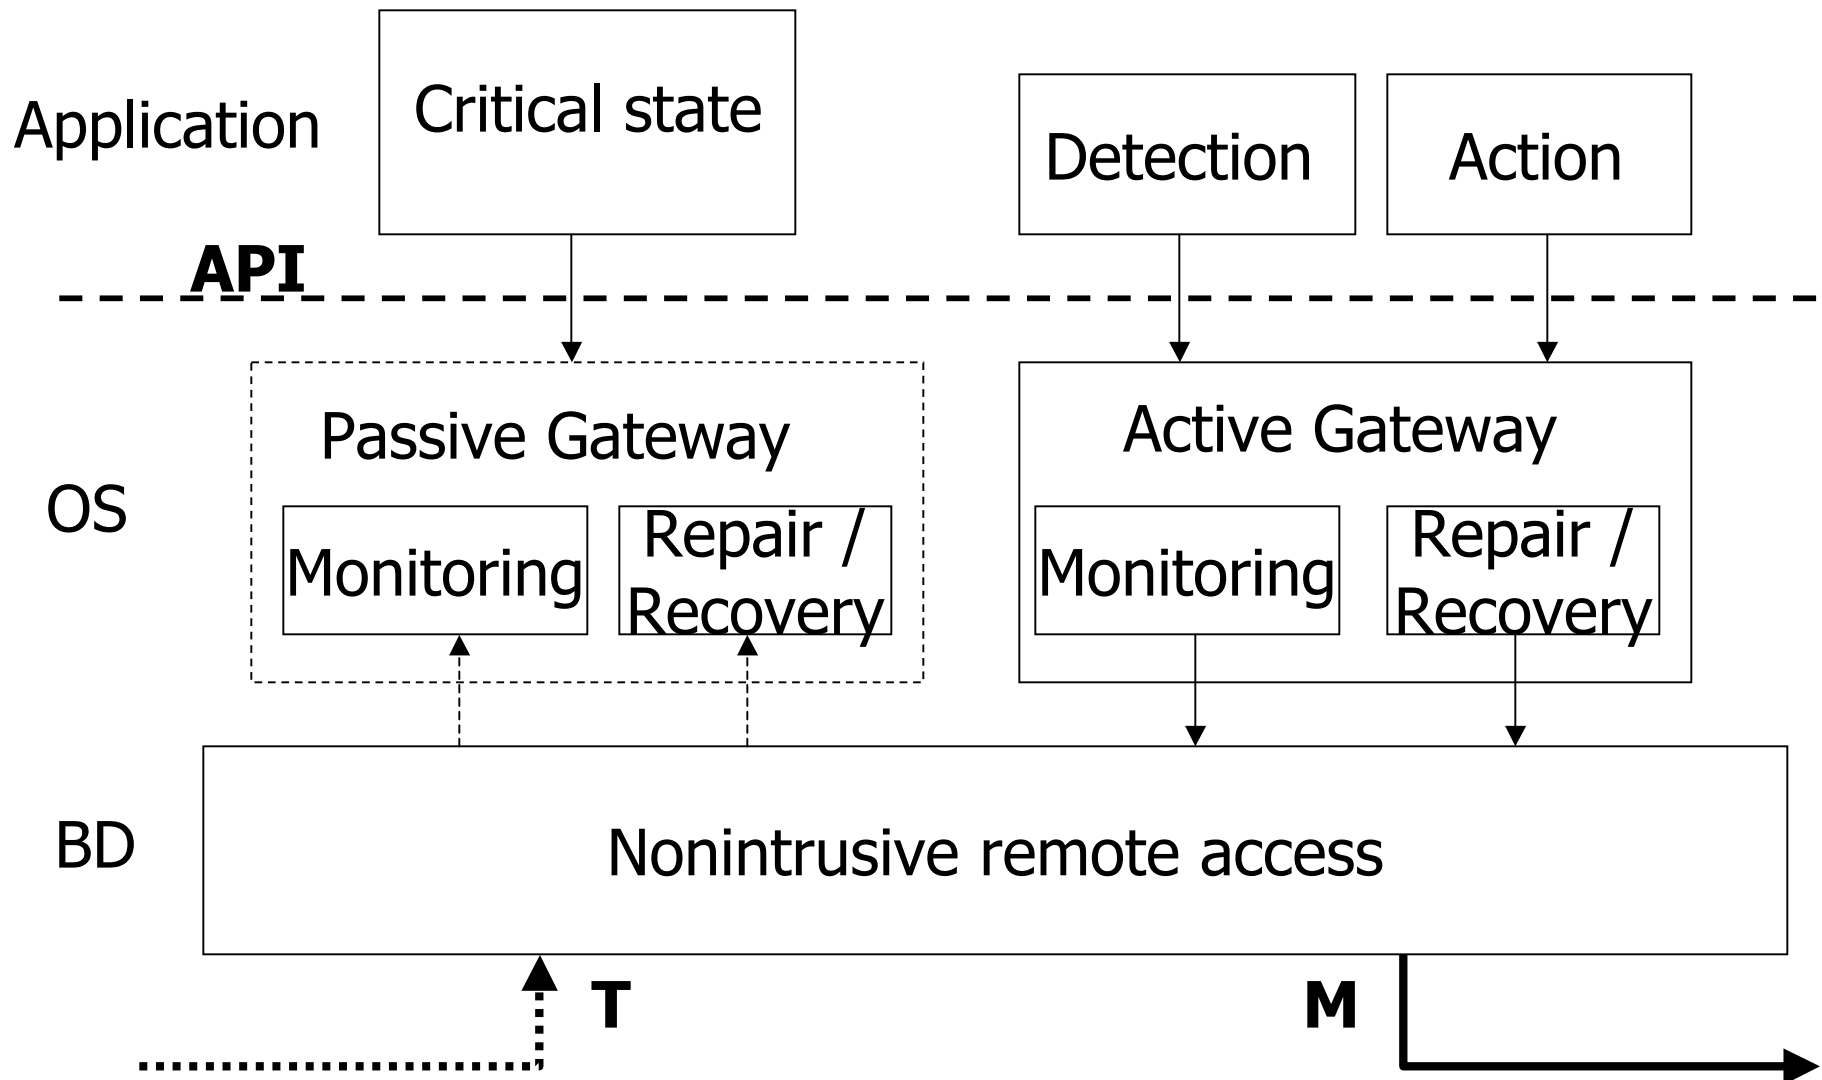 Application
Critical state
Detection
Action
API
Passive Gateway
Active Gateway
OS
Monitoring
Repair /
Recovery
Monitoring
Repair /
Recovery
BD
Nonintrusive remote access
T
M